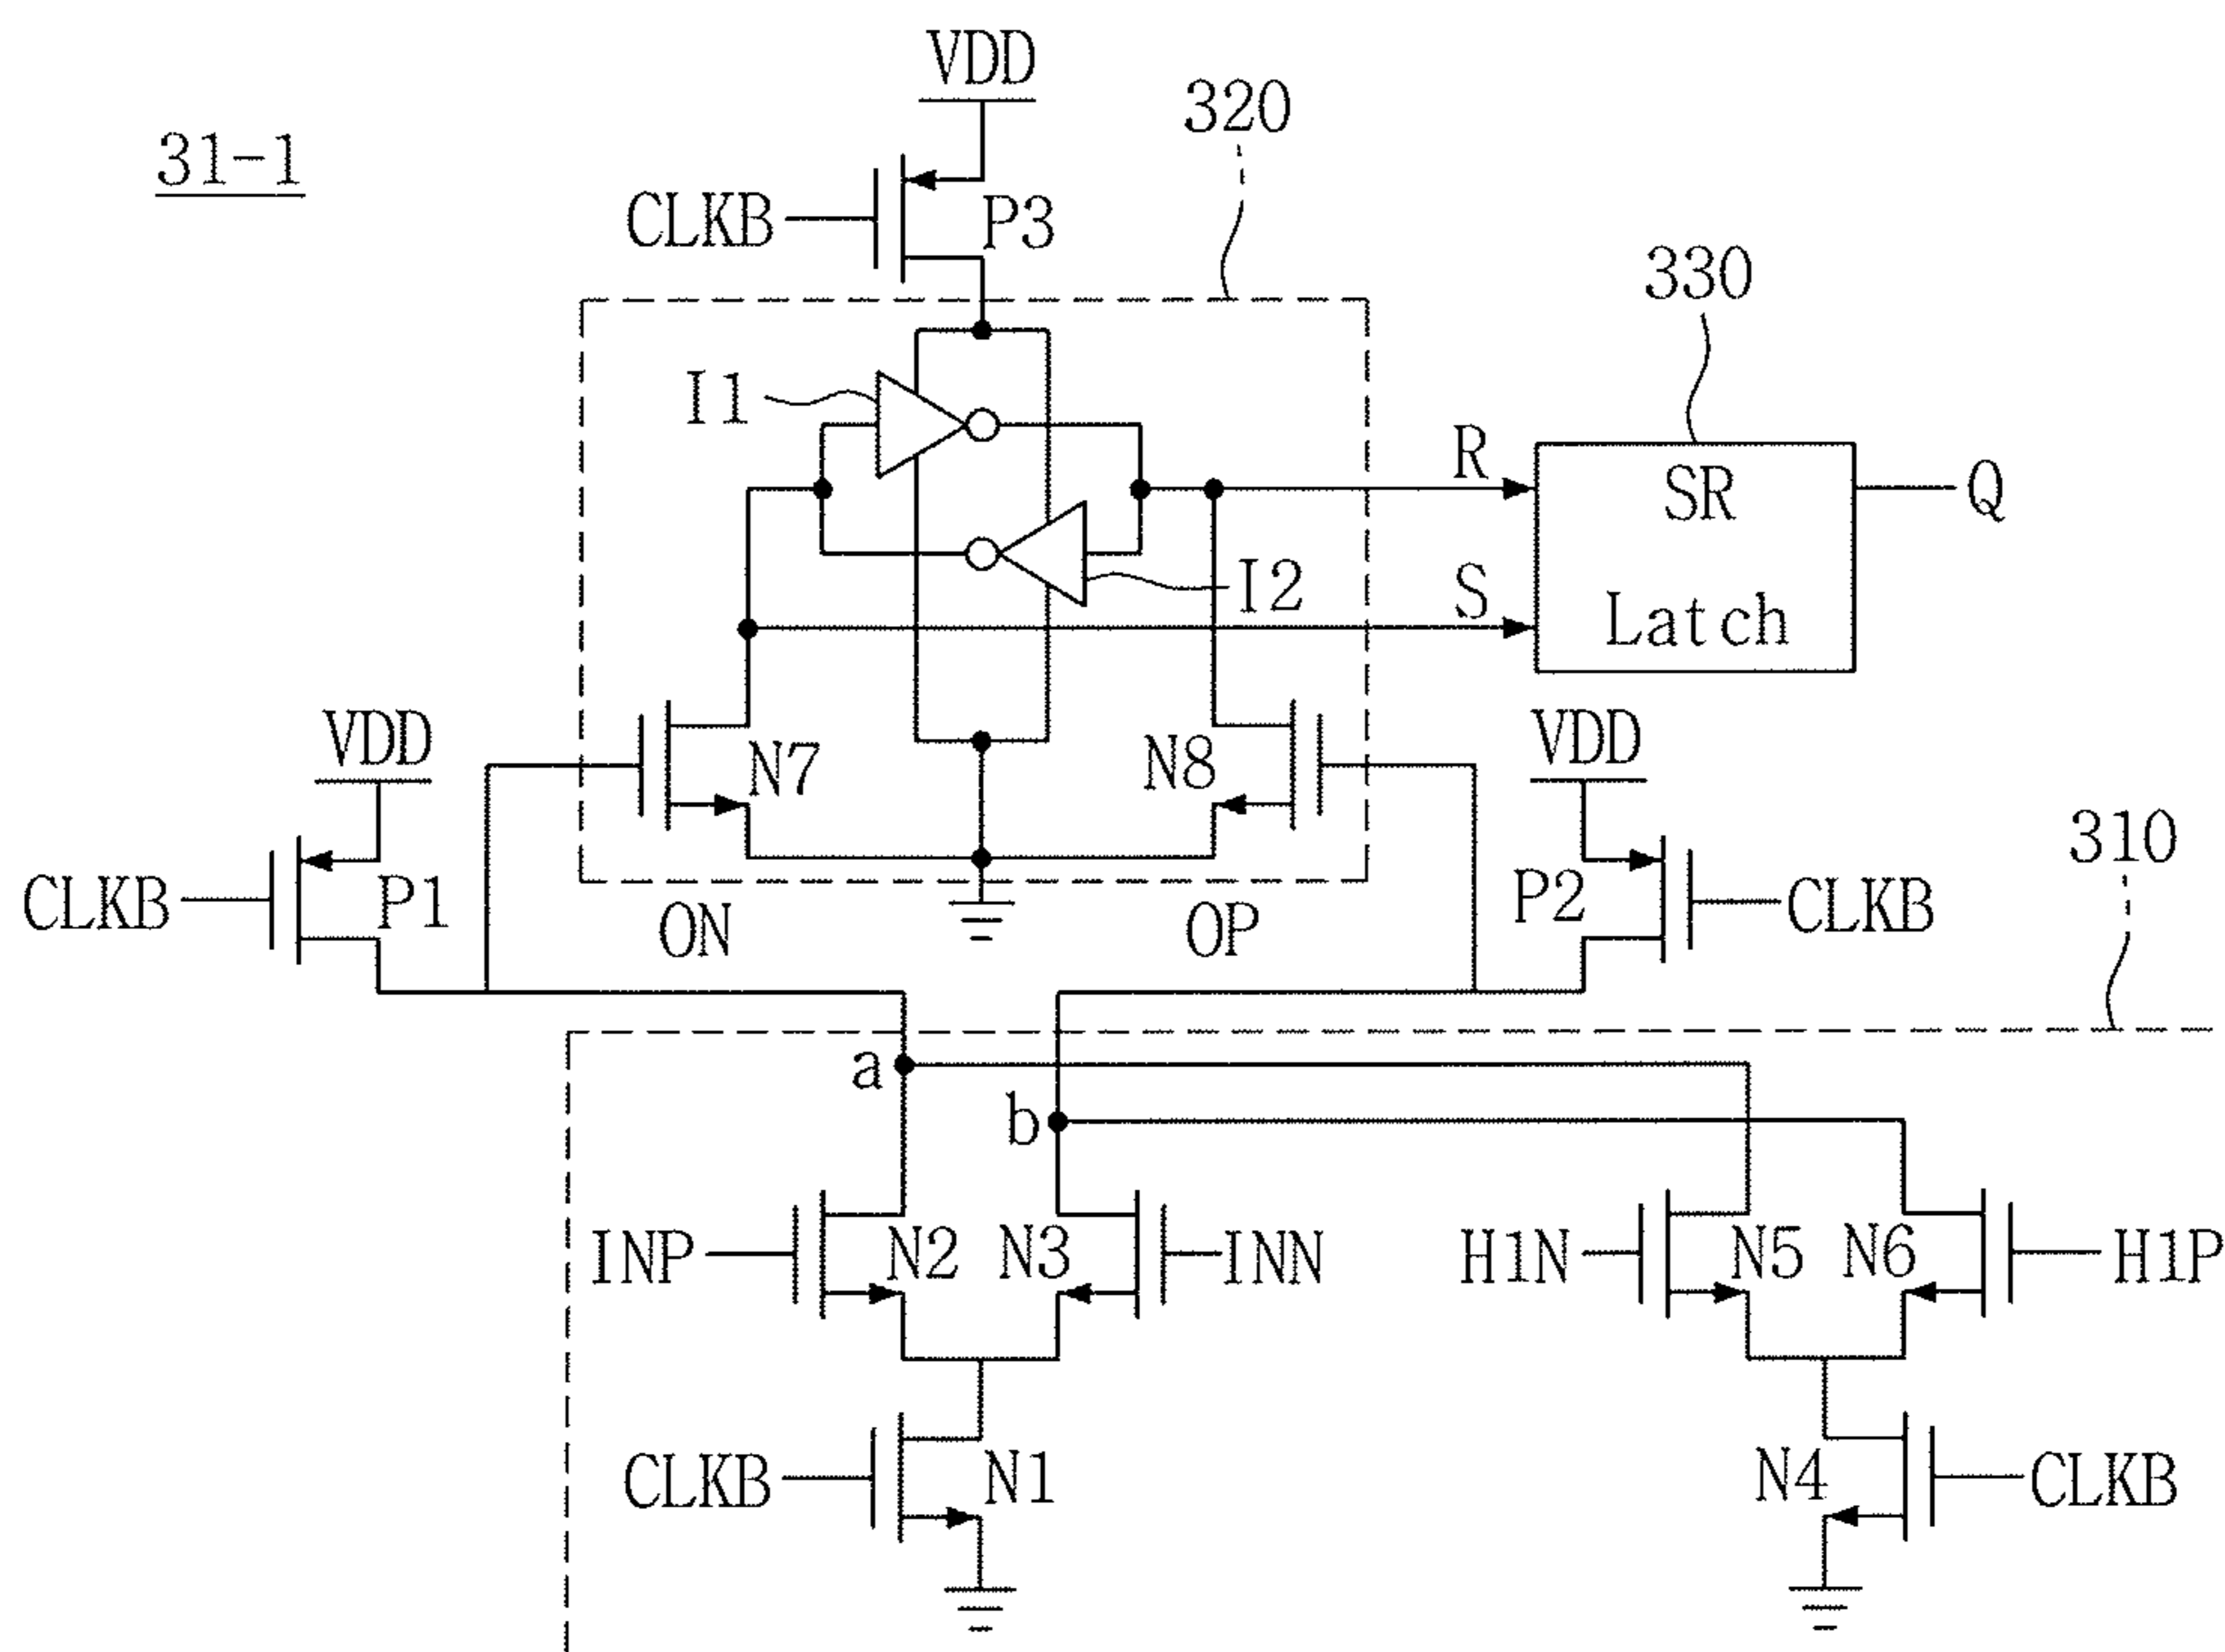 VDD
320
31-1
CLKB
P3
330
I1
R
SR
Q
I2
S
Latch
VDD
N7
N8
VDD
310
CLKB
P1
ON
OP
P2
CLKB
a
b
INP
N2
N3
INN
H1N
N5
N6
H1P
CLKB
N1
N4
CLKB